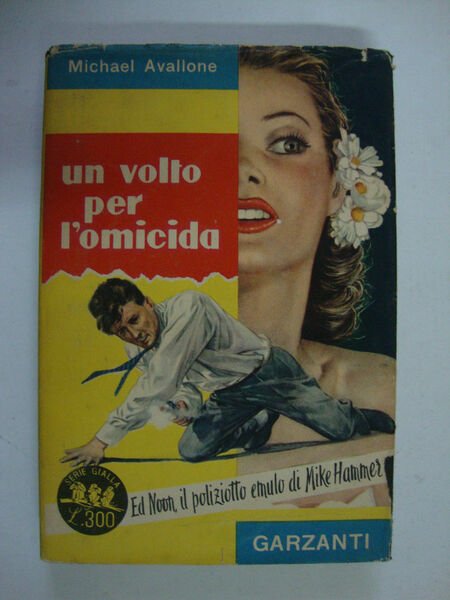 Michael Avallone
un volto
per
l'omicida
SERIE GIALLA
L.300
Ed Noon, il poliziotto emulo di Mike Hammer
GARZANTI